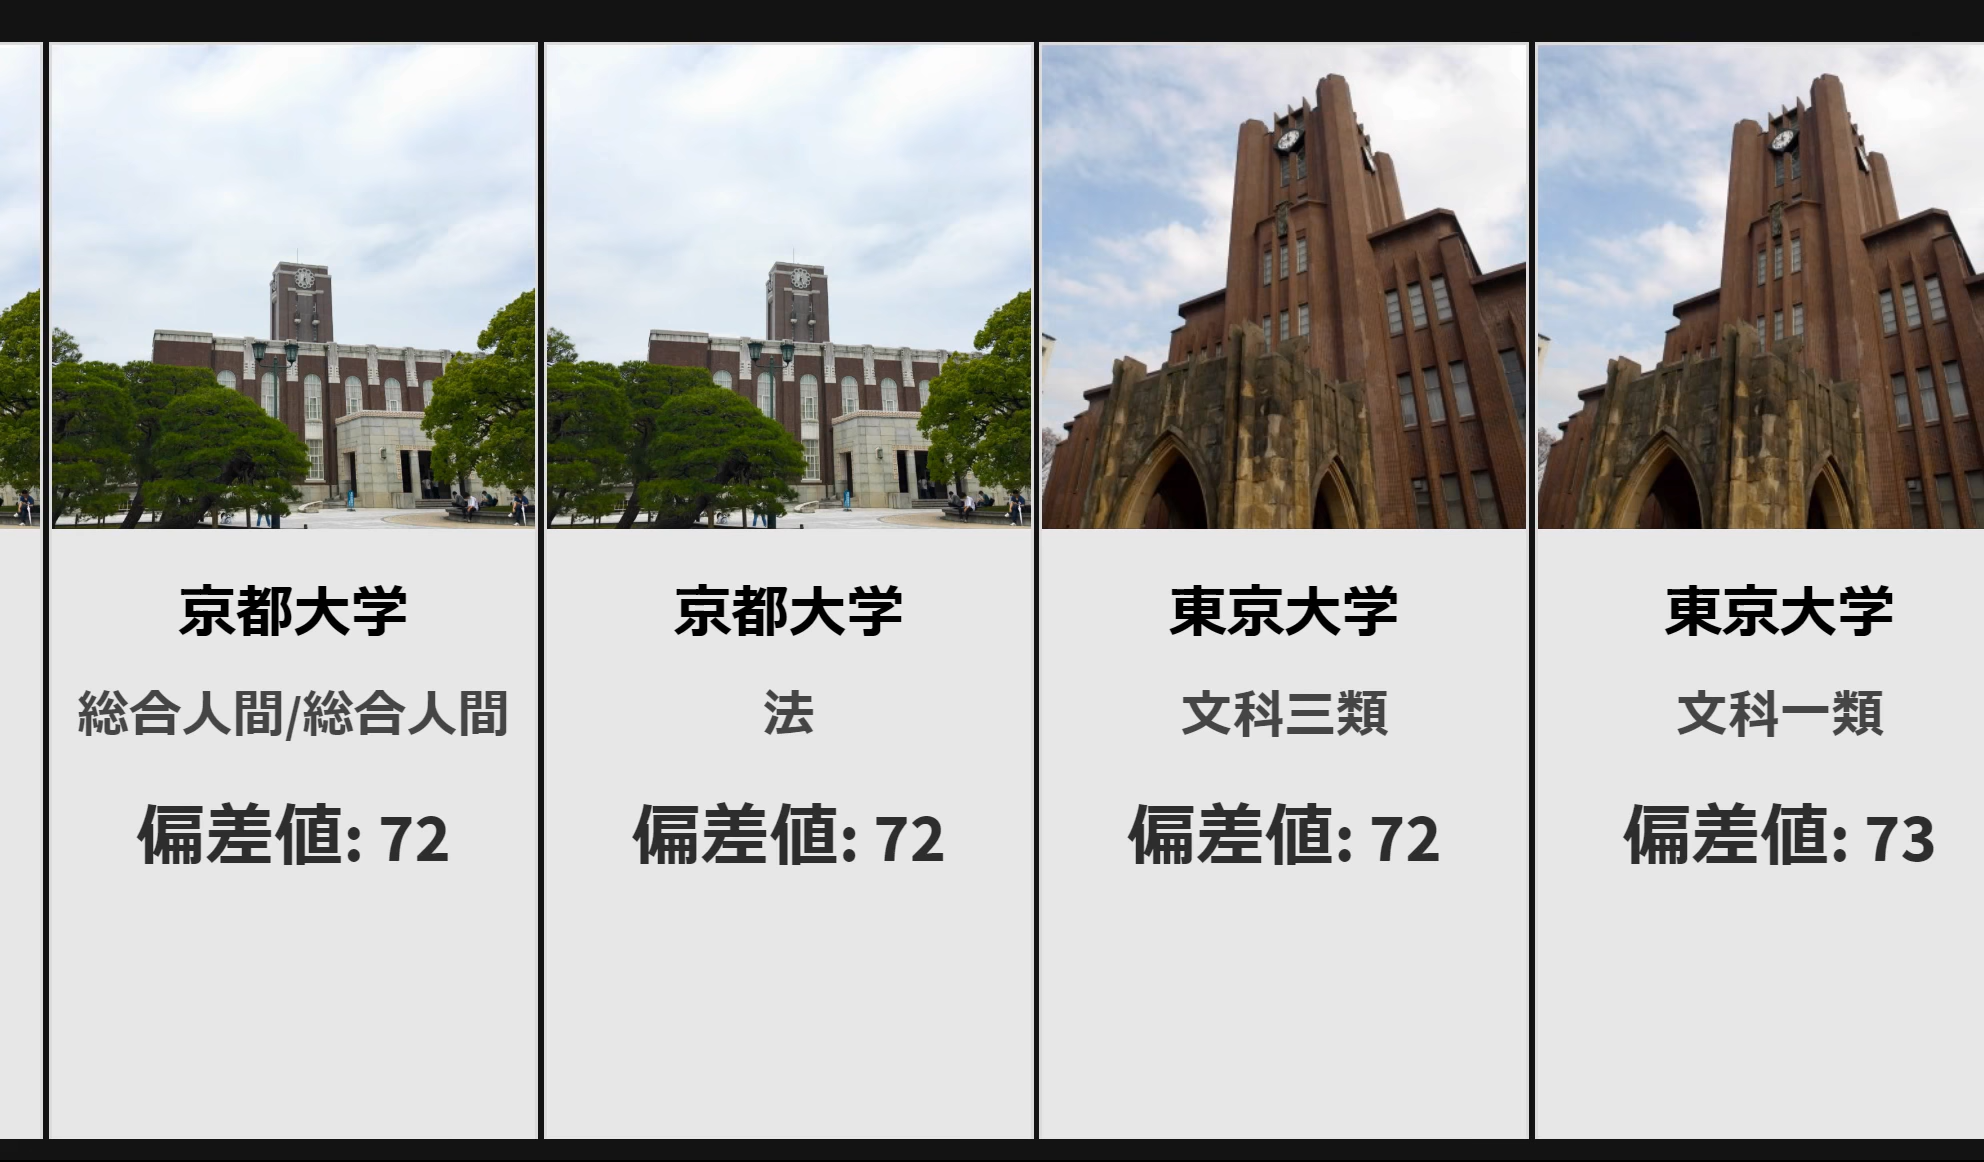 京都大学
総合人間/総合人間
偏差値: 72
京都大学
法
偏差値: 72
東京大学
文科三類
偏差値: 72
東京大学
文科一類
偏差値: 73